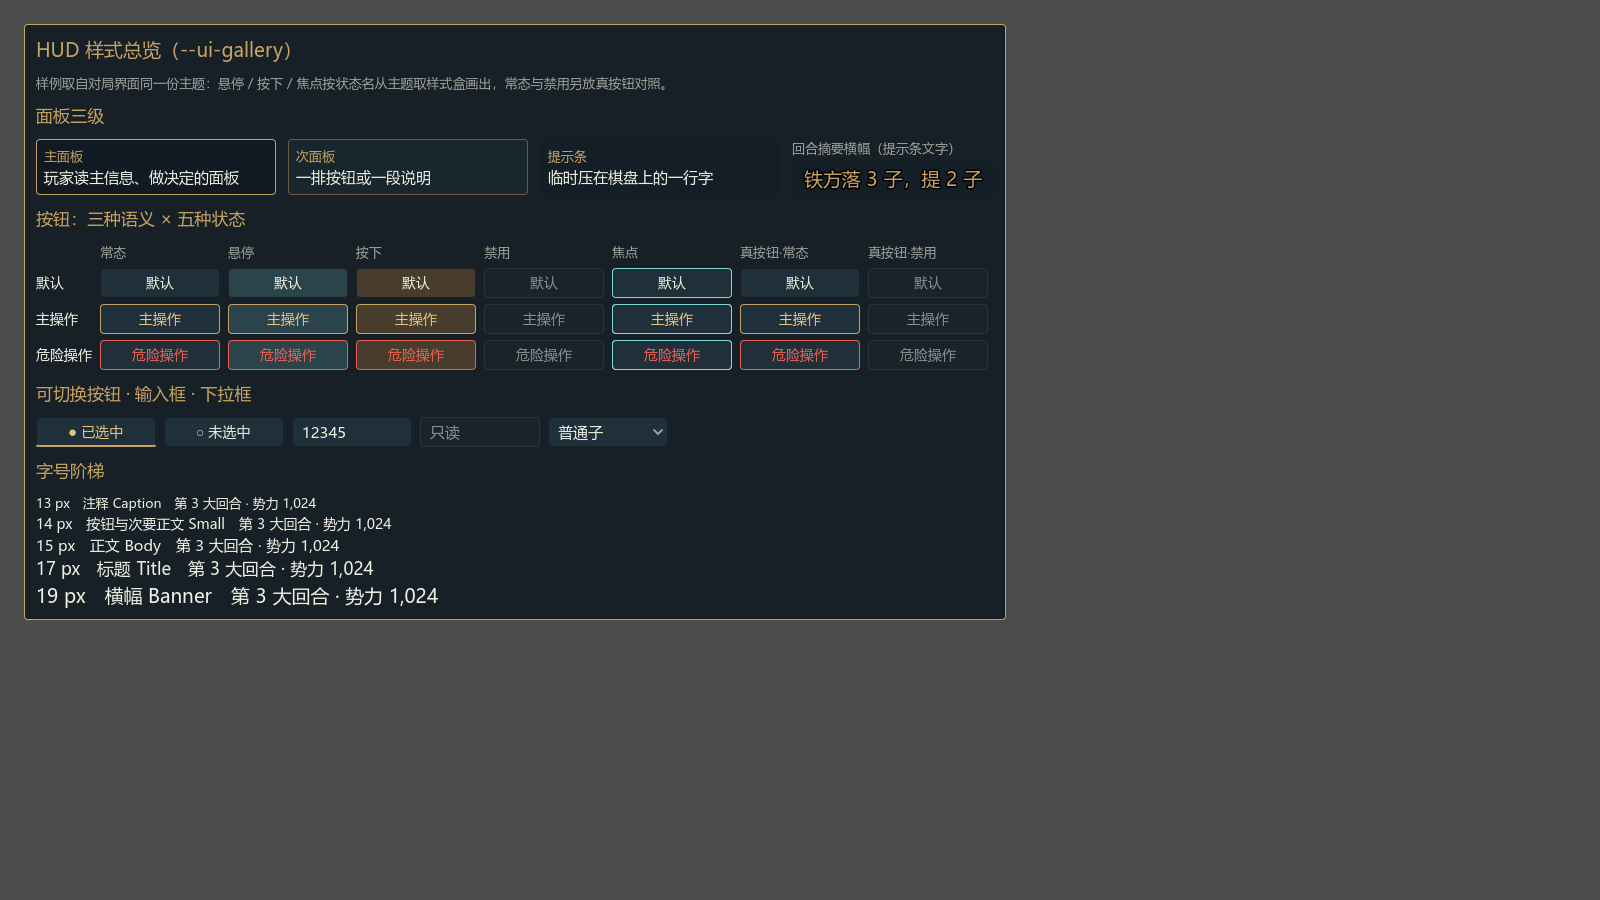 HUD 样式总览（--ui-gallery）
样例取自对局界面同一份主题：悬停 / 按下 / 焦点按状态名从主题取样式盒画出，常态与禁用另放真按钮对照。
面板三级
主面板
玩家读主信息、做决定的面板
次面板
一排按钮或一段说明
提示条
临时压在棋盘上的一行字
回合摘要横幅（提示条文字）
铁方落 3 子，提 2 子
按钮：三种语义 × 五种状态
常态 悬停 按下 禁用 焦点 真按钮·常态 真按钮·禁用
默认 默认 默认 默认 默认 默认 默认 默认
主操作 主操作 主操作 主操作 主操作 主操作 主操作 主操作
危险操作 危险操作 危险操作 危险操作 危险操作 危险操作 危险操作 危险操作
可切换按钮 · 输入框 · 下拉框
● 已选中 ○ 未选中 12345 只读 普通子
字号阶梯
13 px 注释 Caption 第 3 大回合 · 势力 1,024
14 px 按钮与次要正文 Small 第 3 大回合 · 势力 1,024
15 px 正文 Body 第 3 大回合 · 势力 1,024
17 px 标题 Title 第 3 大回合 · 势力 1,024
19 px 横幅 Banner 第 3 大回合 · 势力 1,024